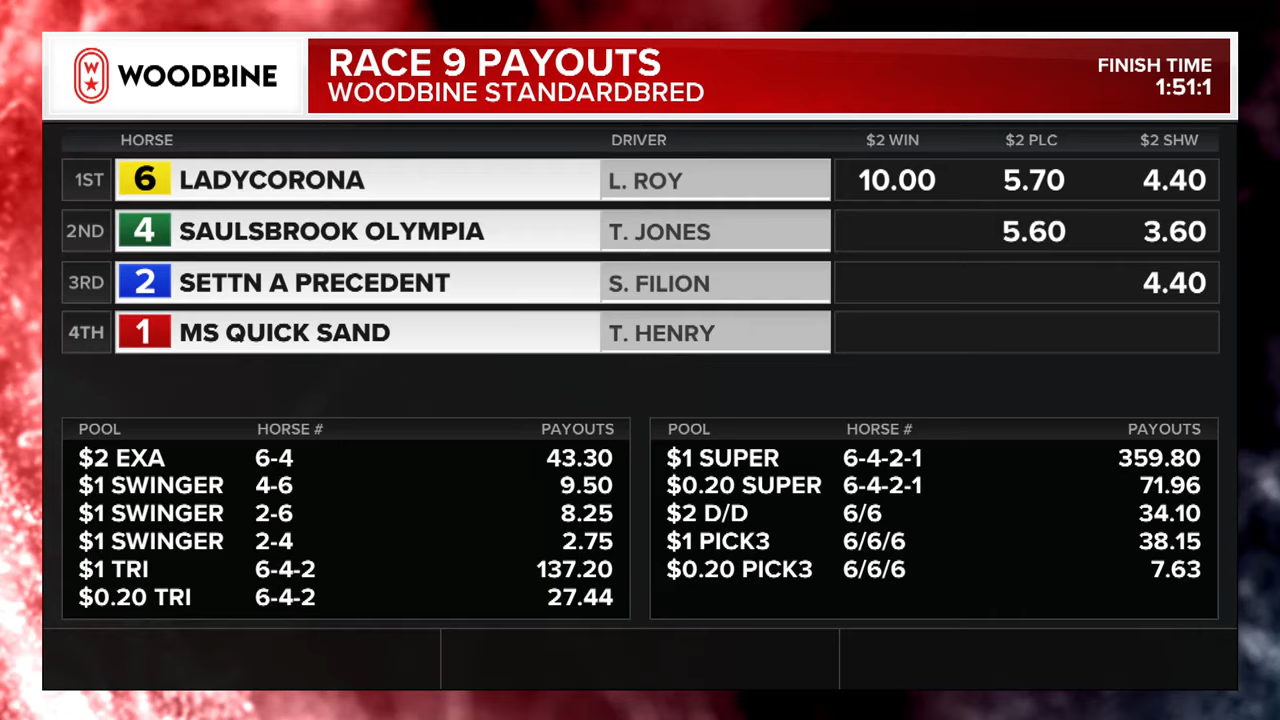 W
WOODBINE
RACE 9 PAYOUTS
WOODBINE STANDARDBRED
FINISH TIME
1:51:1
HORSE DRIVER $2 WIN $2 PLC $2 SHW
1ST 6 LADYCORONA L. ROY 10.00 5.70 4.40
2ND 4 SAULSBROOK OLYMPIA T. JONES 5.60 3.60
3RD 2 SETTN A PRECEDENT S. FILION 4.40
4TH 1 MS QUICK SAND T. HENRY
POOL HORSE # PAYOUTS
$2 EXA 6-4 43.30
$1 SWINGER 4-6 9.50
$1 SWINGER 2-6 8.25
$1 SWINGER 2-4 2.75
$1 TRI 6-4-2 137.20
$0.20 TRI 6-4-2 27.44
POOL HORSE # PAYOUTS
$1 SUPER 6-4-2-1 359.80
$0.20 SUPER 6-4-2-1 71.96
$2 D/D 6/6 34.10
$1 PICK3 6/6/6 38.15
$0.20 PICK3 6/6/6 7.63